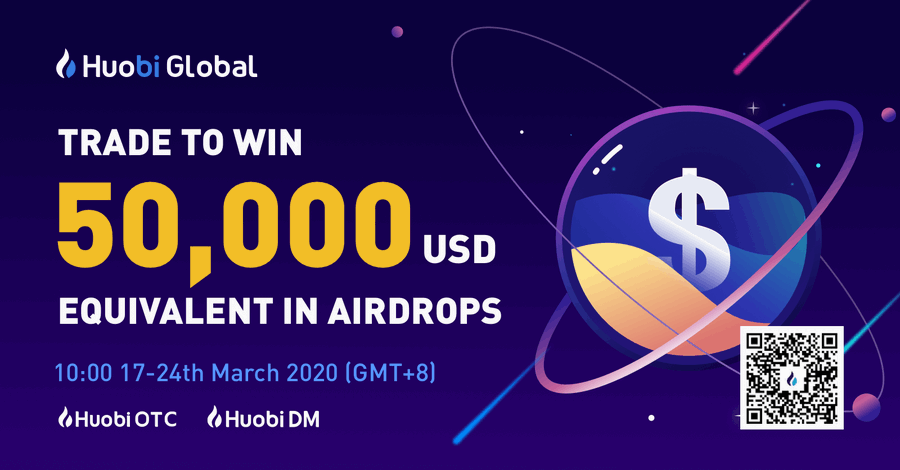 Huobi Global
TRADE TO WIN
50,000 USD
EQUIVALENT IN AIRDROPS
10:00 17-24th March 2020 (GMT+8)
Huobi OTC Huobi DM
$